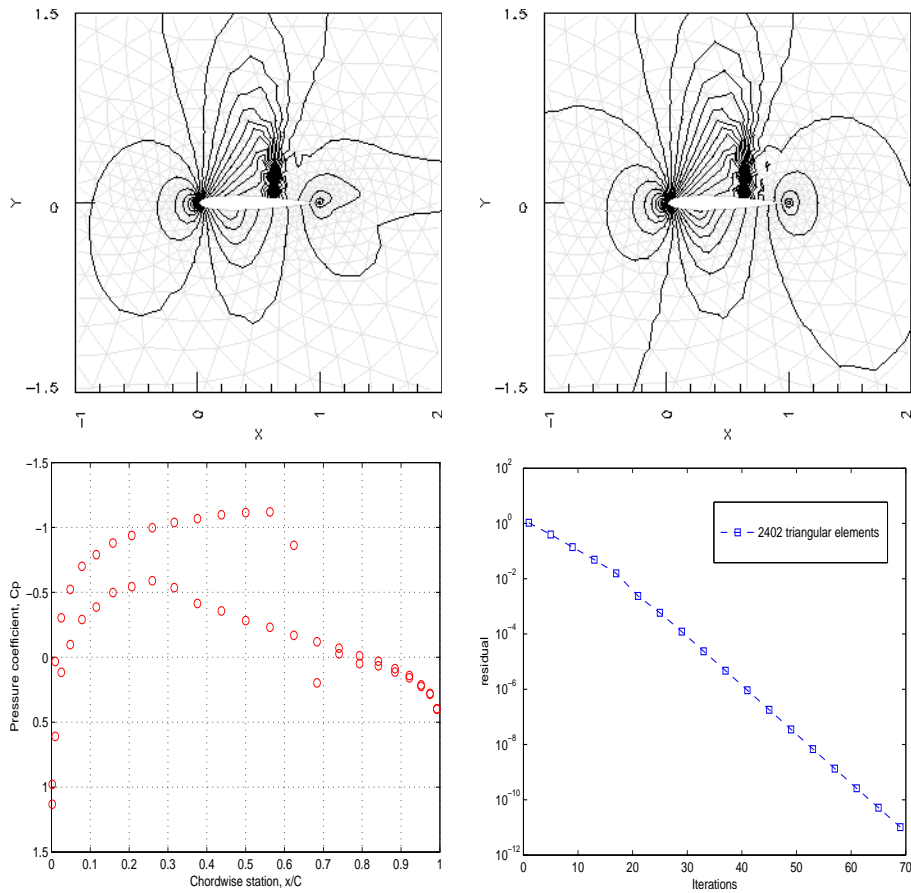 1.5
Y
0
−1.5
−1
0
1
2
X
1.5
Y
0
−1.5
−1
0
1
2
X
-1.5
-1
-0.5
0
0.5
1
1.5
Pressure coefficient, Cp
0 0.1 0.2 0.3 0.4 0.5 0.6 0.7 0.8 0.9 1
Chordwise station, x/C
10^2
10^0
10^-2
10^-4
10^-6
10^-8
10^-10
10^-12
residual
2402 triangular elements
0 10 20 30 40 50 60 70
Iterations